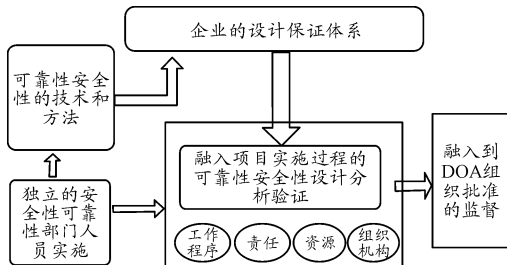 企业的设计保证体系
可靠性安全
性的技术和
方法
融入项目实施过程的
可靠性安全性设计分
析验证
融入到
DOA组
织批准
的监督
独立的安
全性可靠
性部门人
员实施
工作
程序
责任
资源
组织
机构